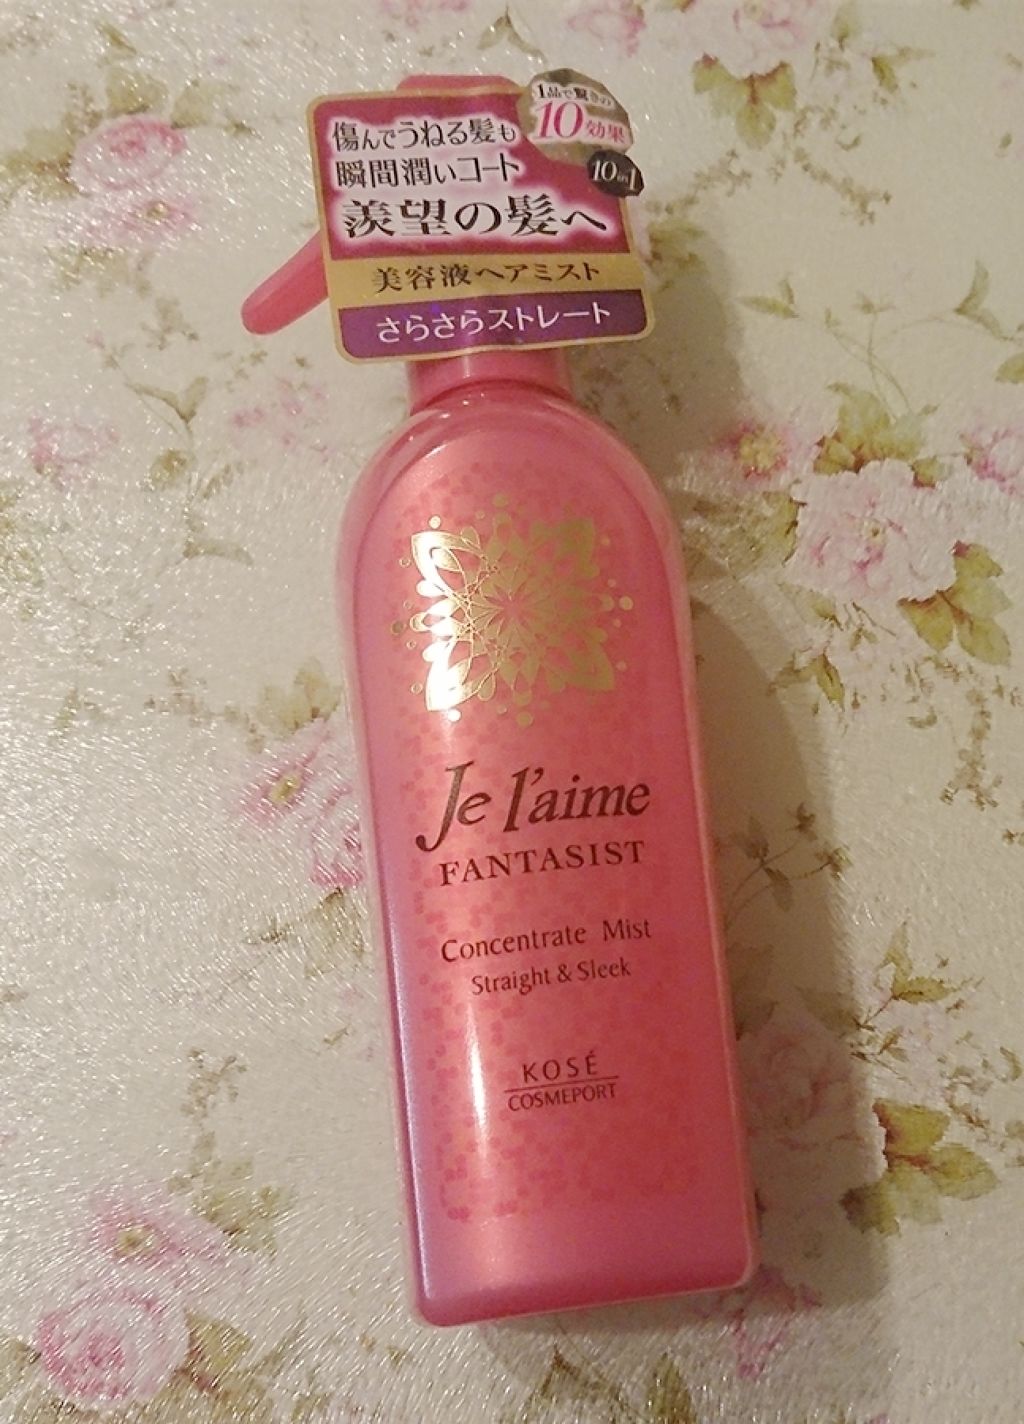 1品で驚きの
10効果
10in1
傷んでうねる髪も
瞬間潤いコート
羨望の髪へ
美容液ヘアミスト
さらさらストレート
Je l'aime
FANTASIST
Concentrate Mist
Straight & Sleek
KOSÉ
COSMEPORT